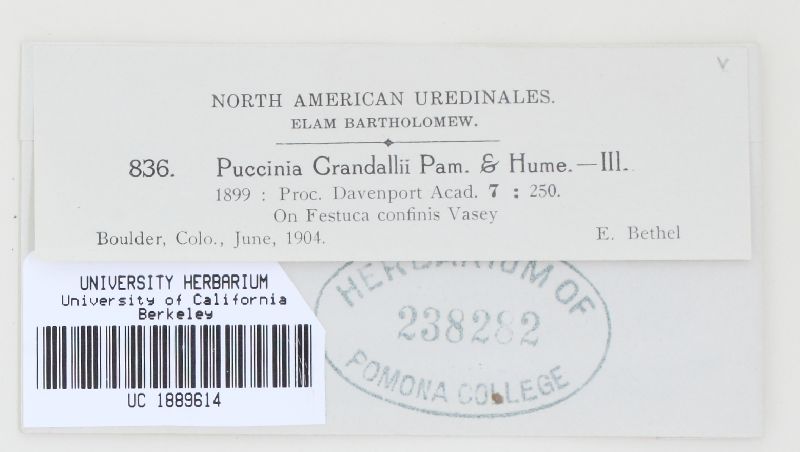 NORTH AMERICAN UREDINALES.
ELAM BARTHOLOMEW.
836. Puccinia Crandallii Pam. & Hume.—III.
1899 : Proc. Davenport Acad. 7 : 250.
On Festuca confinis Vasey
Boulder, Colo., June, 1904. E. Bethel
UNIVERSITY HERBARIUM
University of California
Berkeley
UC 1889614
HERBARIUM OF
238282
POMONA COLLEGE